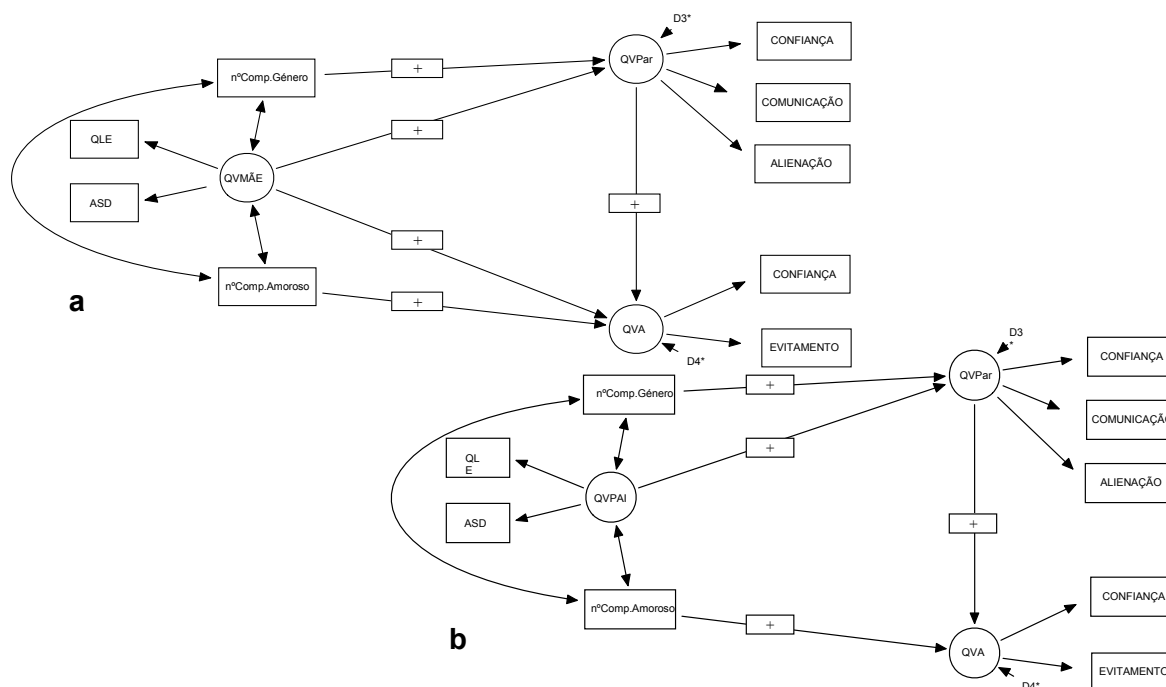 D3*
QVPar
CONFIANÇA
nºComp.Género
+
COMUNICAÇÃO
QLE
+
ALIENAÇÃO
QVMÃE
ASD
+
+
nºComp.Amoroso
+
CONFIANÇA
a
QVA
EVITAMENTO
D4*
D3
*
QVPar
CONFIANÇA
nºComp.Género
+
COMUNICAÇÃO
QL
E
+
ALIENAÇÃO
QVPAI
ASD
+
nºComp.Amoroso
+
CONFIANÇA
b
QVA
EVITAMENTO
D4*